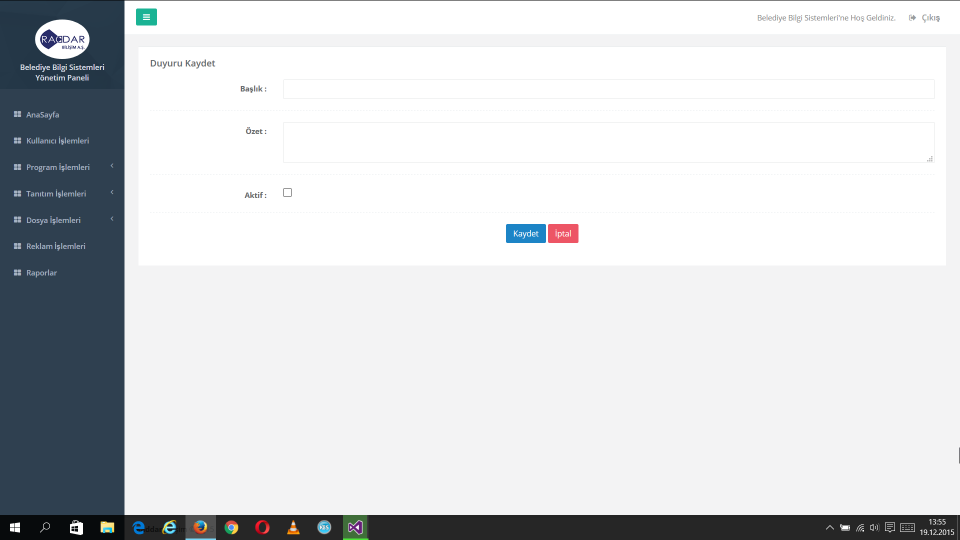 RADAR
BİLİŞİM A.Ş.
Belediye Bilgi Sistemleri
Yönetim Paneli
AnaSayfa
Kullanıcı İşlemleri
Program İşlemleri
Tanıtım İşlemleri
Dosya İşlemleri
Reklam İşlemleri
Raporlar
Belediye Bilgi Sistemleri'ne Hoş Geldiniz.
Çıkış
Duyuru Kaydet
Başlık :
Özet :
Aktif :
Kaydet
İptal
13:55
19.12.2015